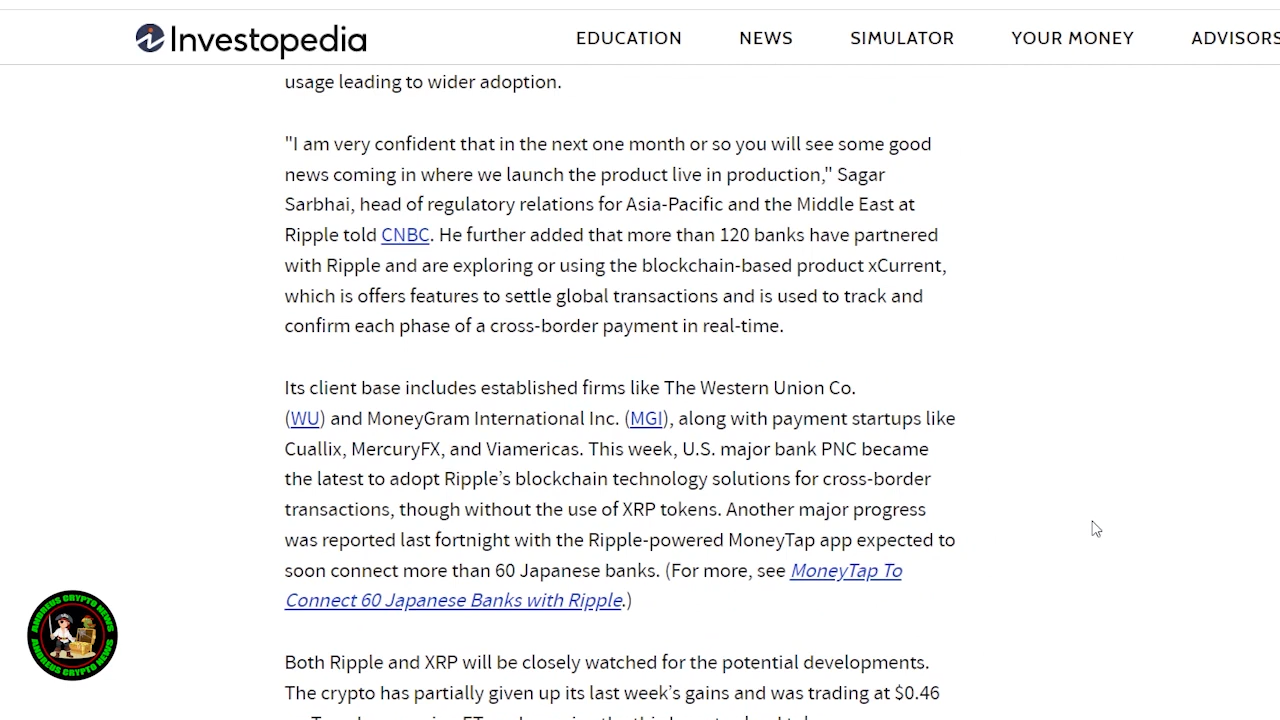 Investopedia
EDUCATION NEWS SIMULATOR YOUR MONEY ADVISORS
usage leading to wider adoption.
"I am very confident that in the next one month or so you will see some good
news coming in where we launch the product live in production," Sagar
Sarbhai, head of regulatory relations for Asia-Pacific and the Middle East at
Ripple told CNBC. He further added that more than 120 banks have partnered
with Ripple and are exploring or using the blockchain-based product xCurrent,
which is offers features to settle global transactions and is used to track and
confirm each phase of a cross-border payment in real-time.
Its client base includes established firms like The Western Union Co.
(WU) and MoneyGram International Inc. (MGI), along with payment startups like
Cuallix, MercuryFX, and Viamericas. This week, U.S. major bank PNC became
the latest to adopt Ripple’s blockchain technology solutions for cross-border
transactions, though without the use of XRP tokens. Another major progress
was reported last fortnight with the Ripple-powered MoneyTap app expected to
soon connect more than 60 Japanese banks. (For more, see MoneyTap To
Connect 60 Japanese Banks with Ripple.)
ANDREUS CRYPTO NEWS
ANDREUS CRYPTO NEWS
Both Ripple and XRP will be closely watched for the potential developments.
The crypto has partially given up its last week’s gains and was trading at $0.46